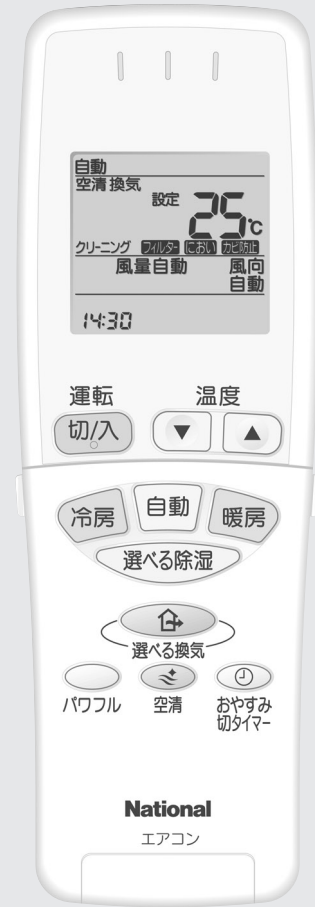 自動
空清 換気
設定 25℃
クリーニング フィルター におい カビ防止
風量自動 風向
自動
14:30
運転 温度
切/入 ▼ ▲
冷房 自動 暖房
選べる除湿
選べる換気
パワフル 空清 おやすみ
切タイマー
National
エアコン